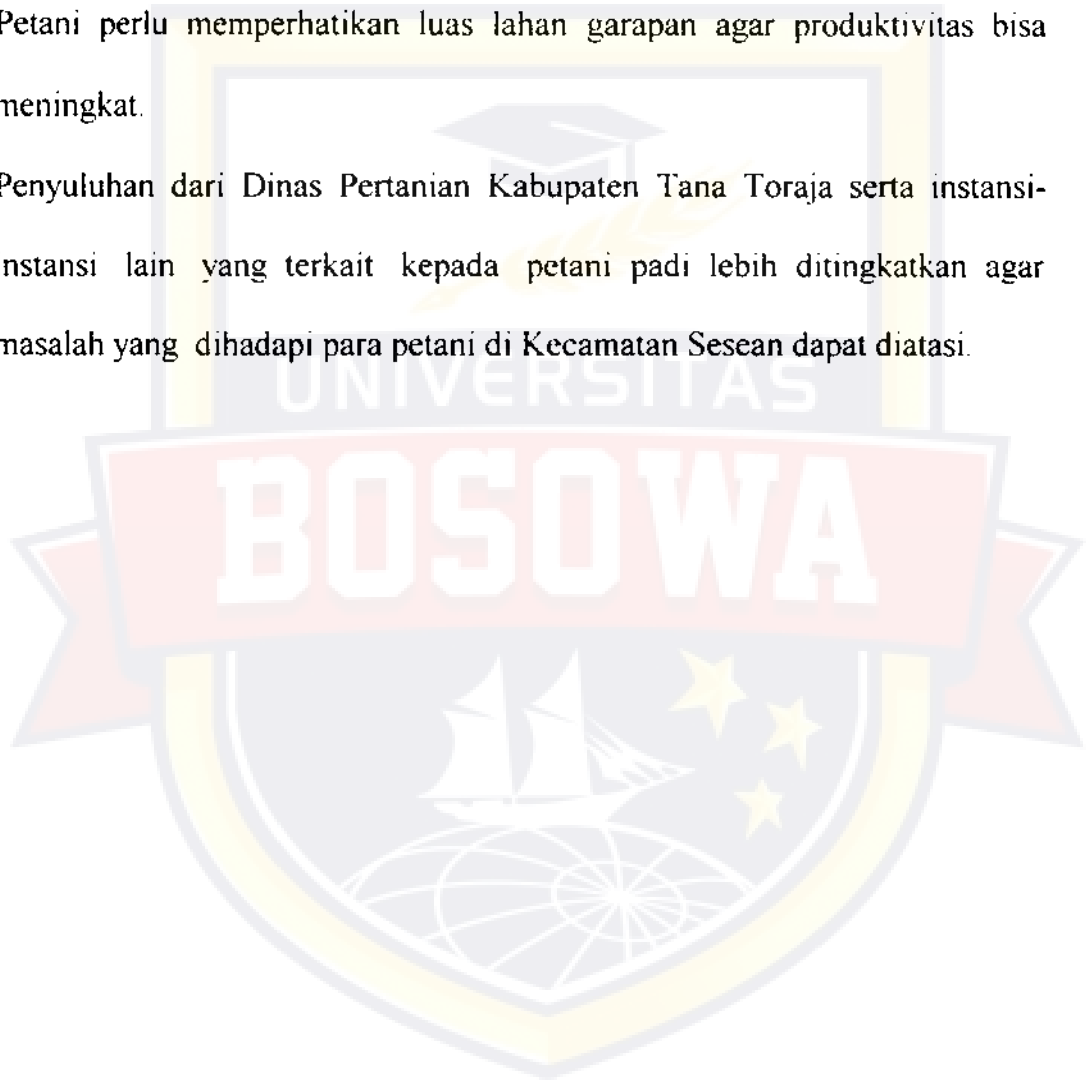 Petani perlu memperhatikan luas lahan garapan agar produktivitas bisa
meningkat.
Penyuluhan dari Dinas Pertanian Kabupaten Tana Toraja serta instansi-
instansi lain yang terkait kepada petani padi lebih ditingkatkan agar
masalah yang dihadapi para petani di Kecamatan Sesean dapat diatasi.
UNIVERSITAS
BOSOWA